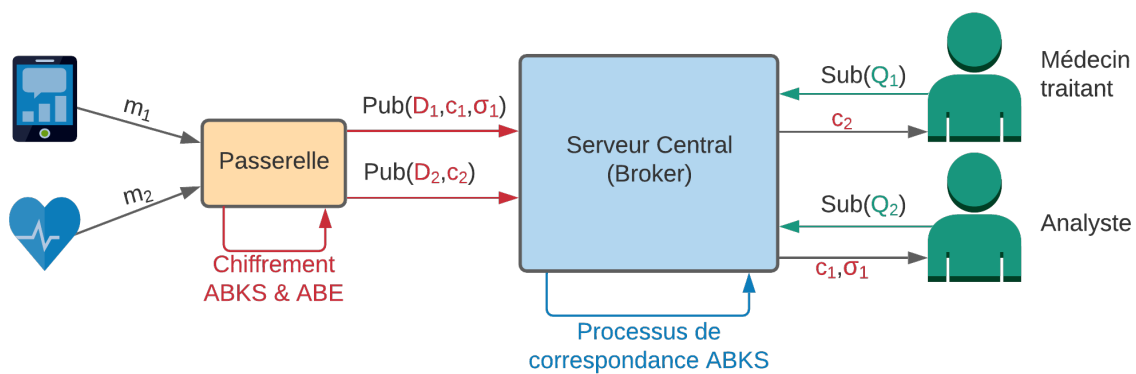 m1
m2
Passerelle
Chiffrement
ABKS & ABE
Pub(D1,c1,σ1)
Pub(D2,c2)
Serveur Central
(Broker)
Processus de
correspondance ABKS
Sub(Q1)
c2
Médecin
traitant
Sub(Q2)
c1,σ1
Analyste